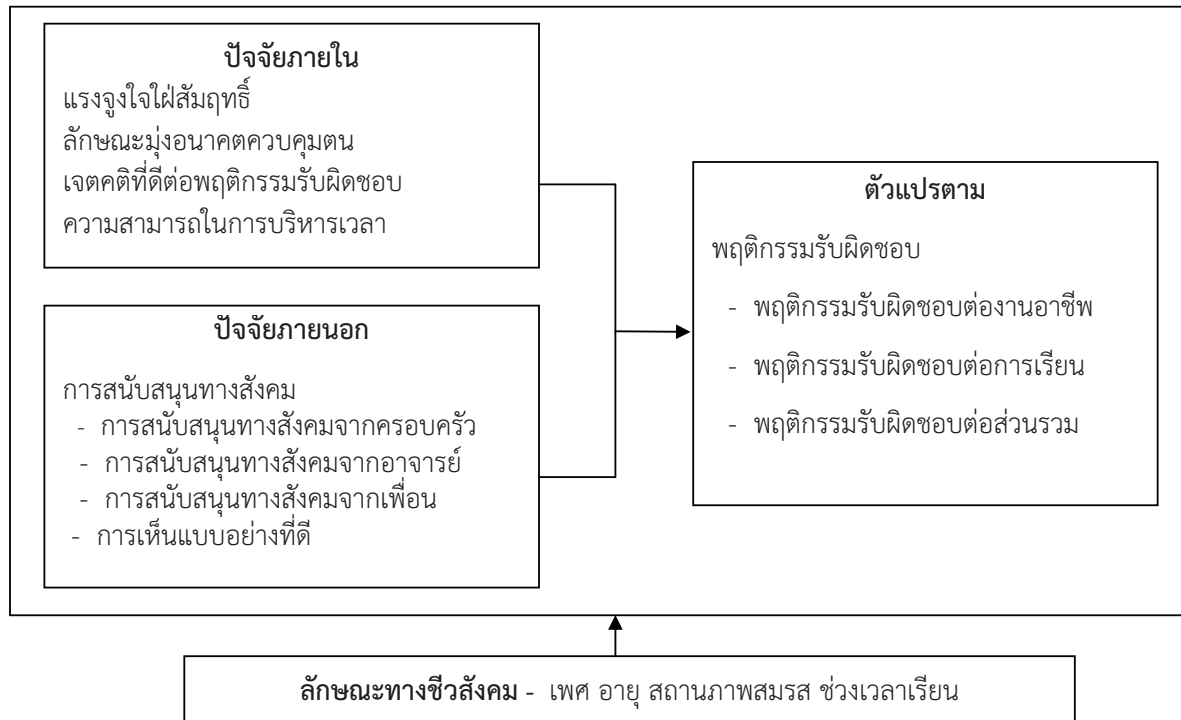 ปัจจัยภายใน
แรงจูงใจใฝ่สัมฤทธิ์
ลักษณะมุ่งอนาคตควบคุมตน
เจตคติที่ดีต่อพฤติกรรมรับผิดชอบ
ความสามารถในการบริหารเวลา
ปัจจัยภายนอก
การสนับสนุนทางสังคม
- การสนับสนุนทางสังคมจากครอบครัว
- การสนับสนุนทางสังคมจากอาจารย์
- การสนับสนุนทางสังคมจากเพื่อน
- การเห็นแบบอย่างที่ดี
ตัวแปรตาม
พฤติกรรมรับผิดชอบ
- พฤติกรรมรับผิดชอบต่องานอาชีพ
- พฤติกรรมรับผิดชอบต่อการเรียน
- พฤติกรรมรับผิดชอบต่อส่วนรวม
ลักษณะทางชีวสังคม - เพศ อายุ สถานภาพสมรส ช่วงเวลาเรียน